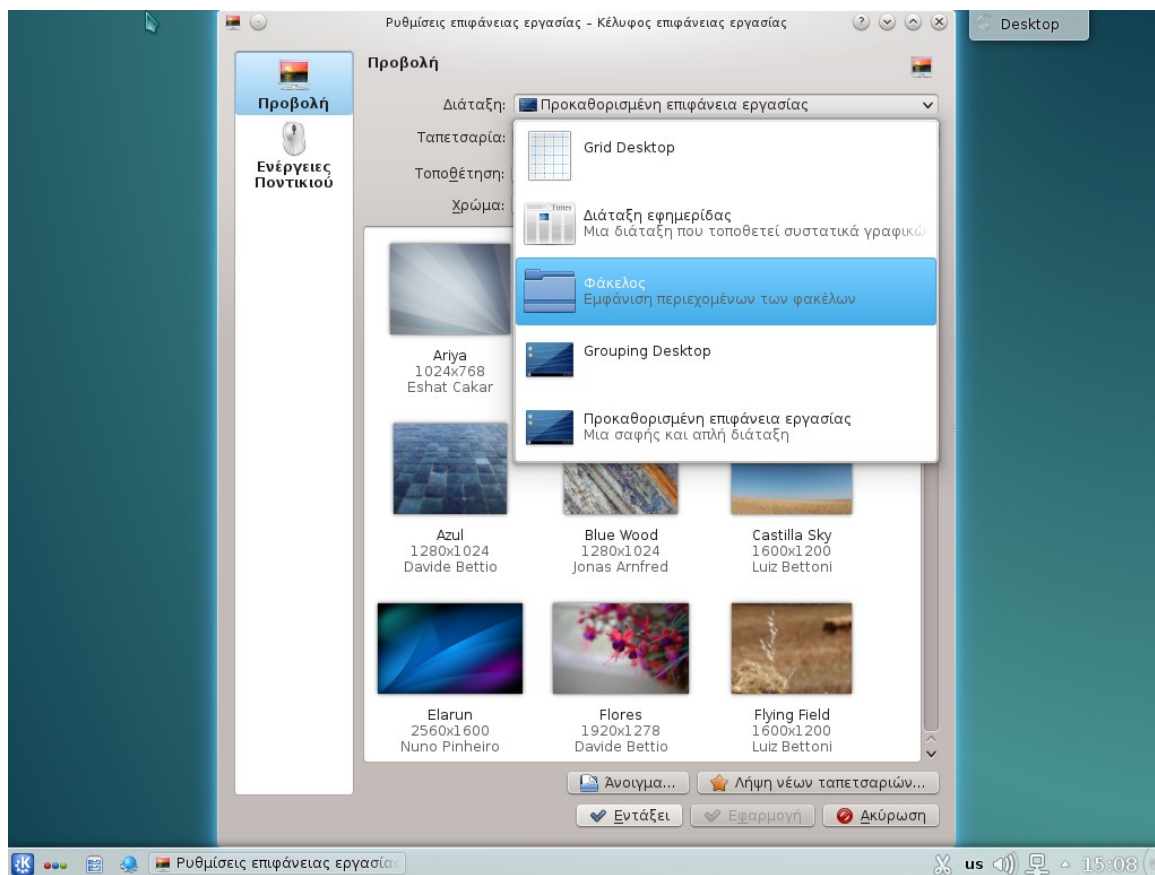 Ρυθμίσεις επιφάνειας εργασίας – Κέλυφος επιφάνειας εργασίας
Desktop
Προβολή
Ενέργειες
Ποντικιού
Προβολή
Διάταξη:
Προκαθορισμένη επιφάνεια εργασίας
Ταπετσαρία:
Τοποθέτηση:
Χρώμα:
Grid Desktop
Times
Διάταξη εφημερίδας
Μια διάταξη που τοποθετεί συστατικά γραφικώ
Φάκελος
Εμφάνιση περιεχομένων των φακέλων
Grouping Desktop
Προκαθορισμένη επιφάνεια εργασίας
Μια σαφής και απλή διάταξη
Ariya
1024x768
Eshat Cakar
Azul
1280x1024
Davide Bettio
Blue Wood
1280x1024
Jonas Arnfred
Castilla Sky
1600x1200
Luiz Bettoni
Elarun
2560x1600
Nuno Pinheiro
Flores
1920x1278
Davide Bettio
Flying Field
1600x1200
Luiz Bettoni
Άνοιγμα...
Λήψη νέων ταπετσαριών...
Εντάξει
Εφαρμογή
Ακύρωση
Ρυθμίσεις επιφάνειας εργασίας
us
15:08